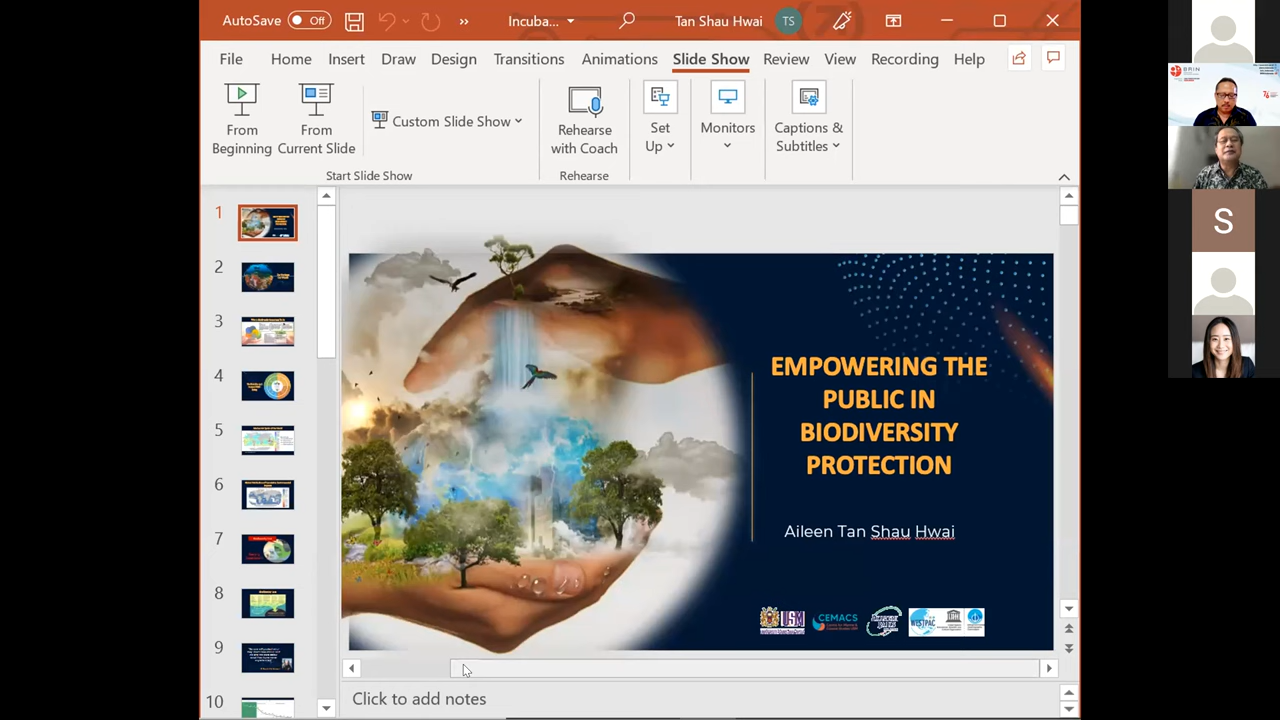 AutoSave
Off
Incuba...
Tan Shau Hwai
TS
File
Home
Insert
Draw
Design
Transitions
Animations
Slide Show
Review
View
Recording
Help
From Beginning
From Current Slide
Custom Slide Show
Start Slide Show
Rehearse with Coach
Rehearse
Set Up
Monitors
Captions & Subtitles
1
2
3
4
5
6
7
8
9
10
EMPOWERING THE
PUBLIC IN
BIODIVERSITY
PROTECTION
Aileen Tan Shau Hwai
USM
CEMACS
WESTPAC
Click to add notes
BRIN
S